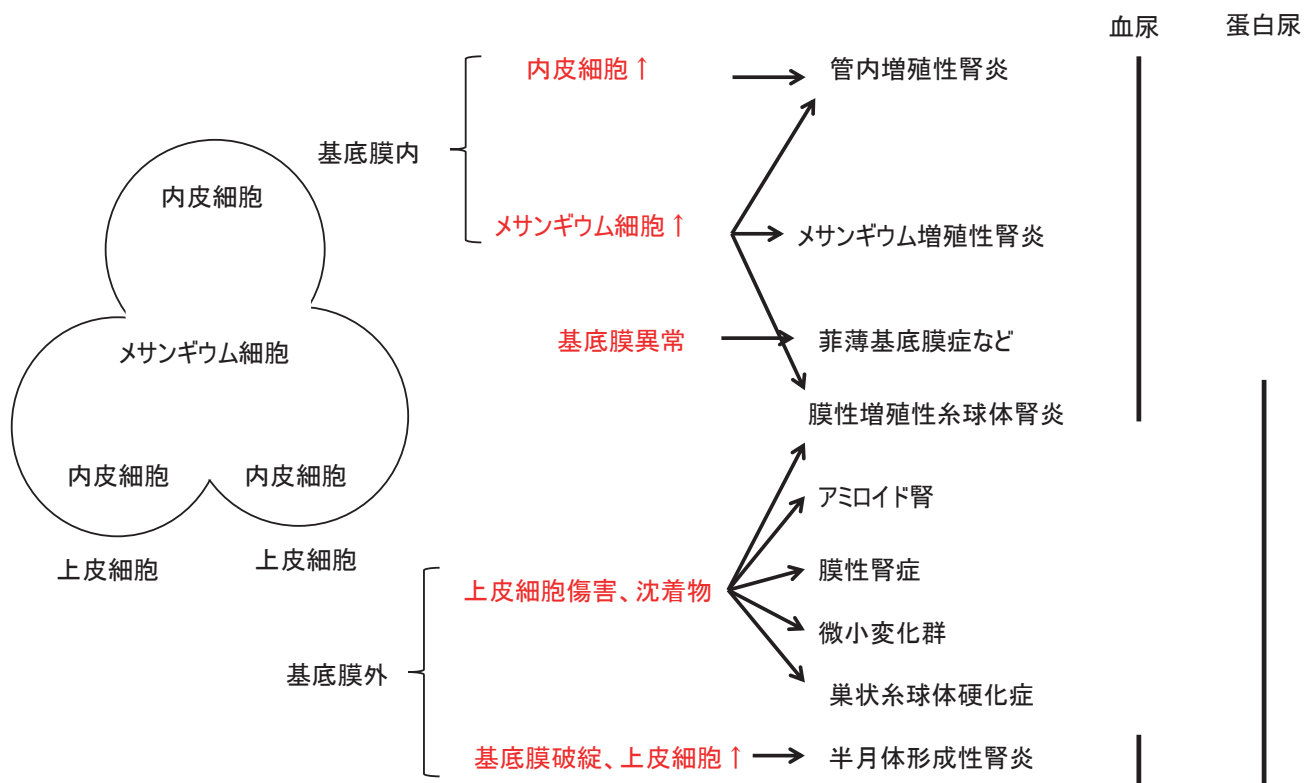 血尿 蛋白尿
内皮細胞↑ 管内増殖性腎炎
基底膜内
内皮細胞
メサンギウム細胞↑ メサンギウム増殖性腎炎
基底膜異常 菲薄基底膜症など
メサンギウム細胞
膜性増殖性糸球体腎炎
内皮細胞 内皮細胞
アミロイド腎
上皮細胞 上皮細胞
膜性腎症
上皮細胞傷害、沈着物
微小変化群
基底膜外
巣状糸球体硬化症
基底膜破綻、上皮細胞↑ 半月体形成性腎炎